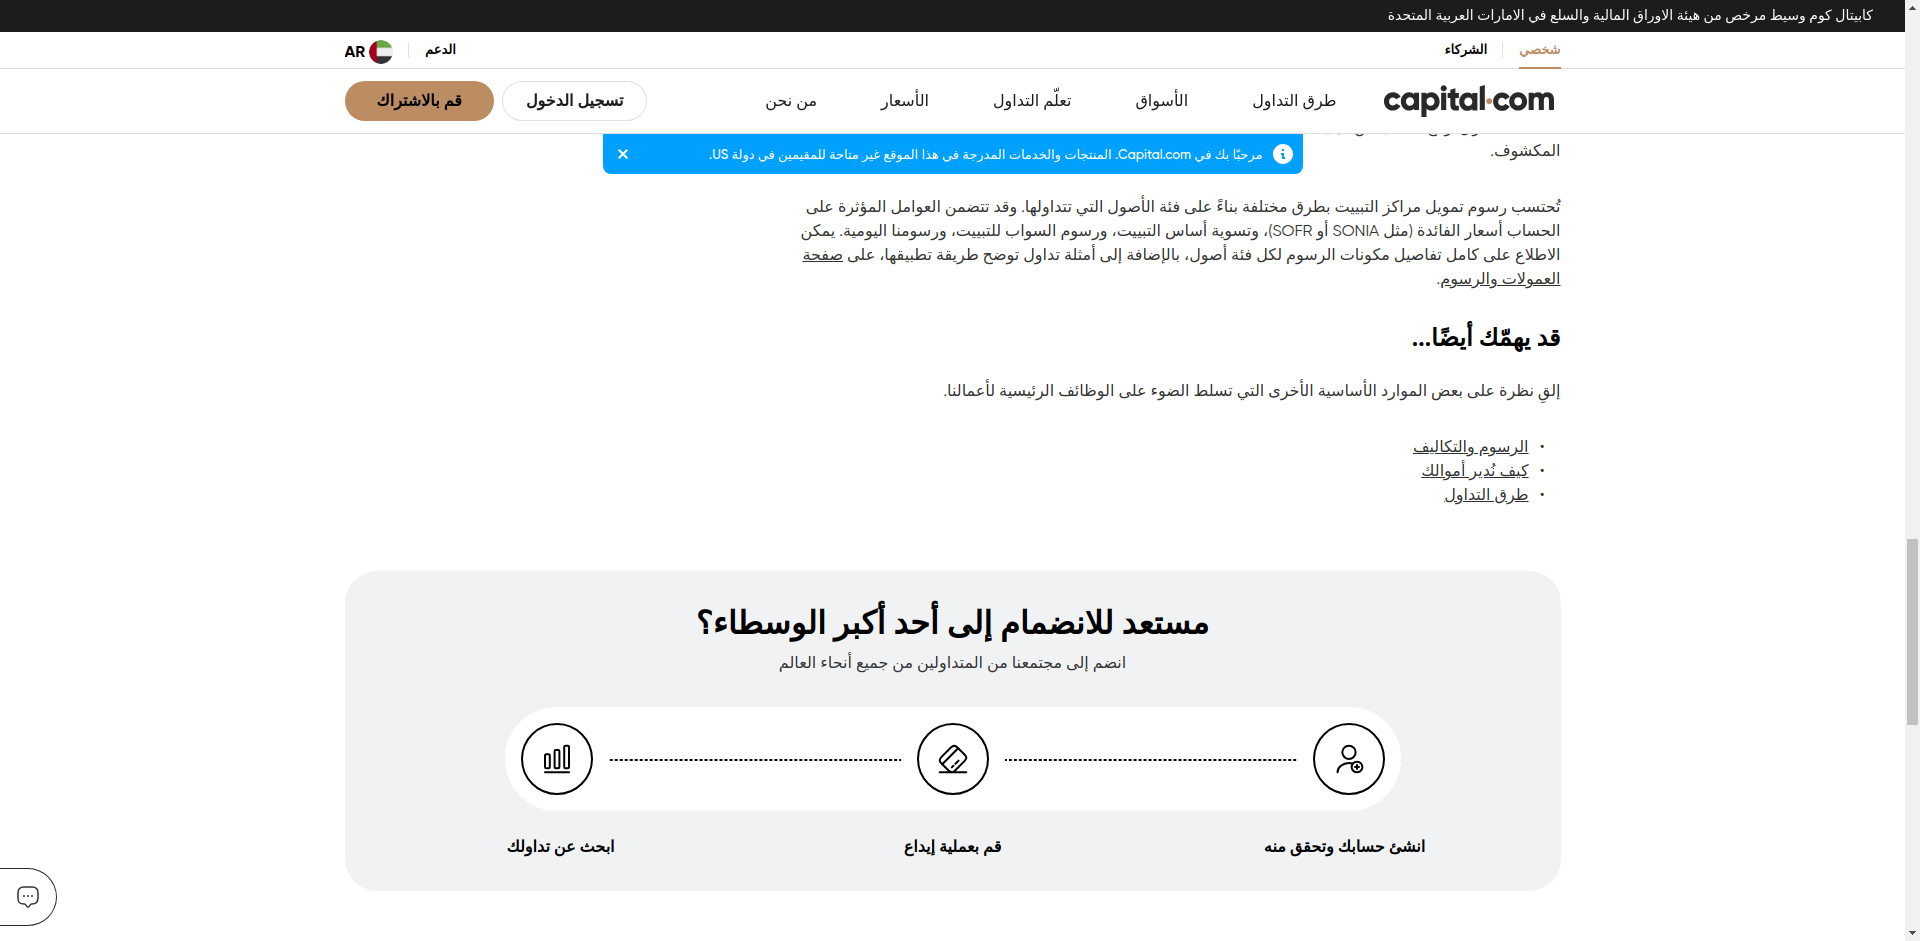 كابيتال كوم وسيط مرخص من هيئة الاوراق المالية والسلع في الامارات العربية المتحدة
شخصي
الشركاء
الدعم
AR
capital.com
طرق التداول
الأسواق
تعلّم التداول
الأسعار
من نحن
تسجيل الدخول
قم بالاشتراك
مرحبًا بك في Capital.com. المنتجات والخدمات المدرجة في هذا الموقع غير متاحة للمقيمين في دولة US.
المكشوف.
تُحتسب رسوم تمويل مراكز التبييت بطرق مختلفة بناءً على فئة الأصول التي تتداولها. وقد تتضمن العوامل المؤثرة على
الحساب أسعار الفائدة (مثل SONIA أو SOFR)، وتسوية أساس التبييت، ورسوم السواب للتبييت، ورسومنا اليومية. يمكن
الاطلاع على كامل تفاصيل مكونات الرسوم لكل فئة أصول، بالإضافة إلى أمثلة تداول توضح طريقة تطبيقها، على صفحة
العمولات والرسوم.
قد يهمّك أيضًا...
إلقِ نظرة على بعض الموارد الأساسية الأخرى التي تسلط الضوء على الوظائف الرئيسية لأعمالنا.
• الرسوم والتكاليف
• كيف نُدير أموالك
• طرق التداول
مستعد للانضمام إلى أحد أكبر الوسطاء؟
انضم إلى مجتمعنا من المتداولين من جميع أنحاء العالم
انشئ حسابك وتحقق منه
قم بعملية إيداع
ابحث عن تداولك